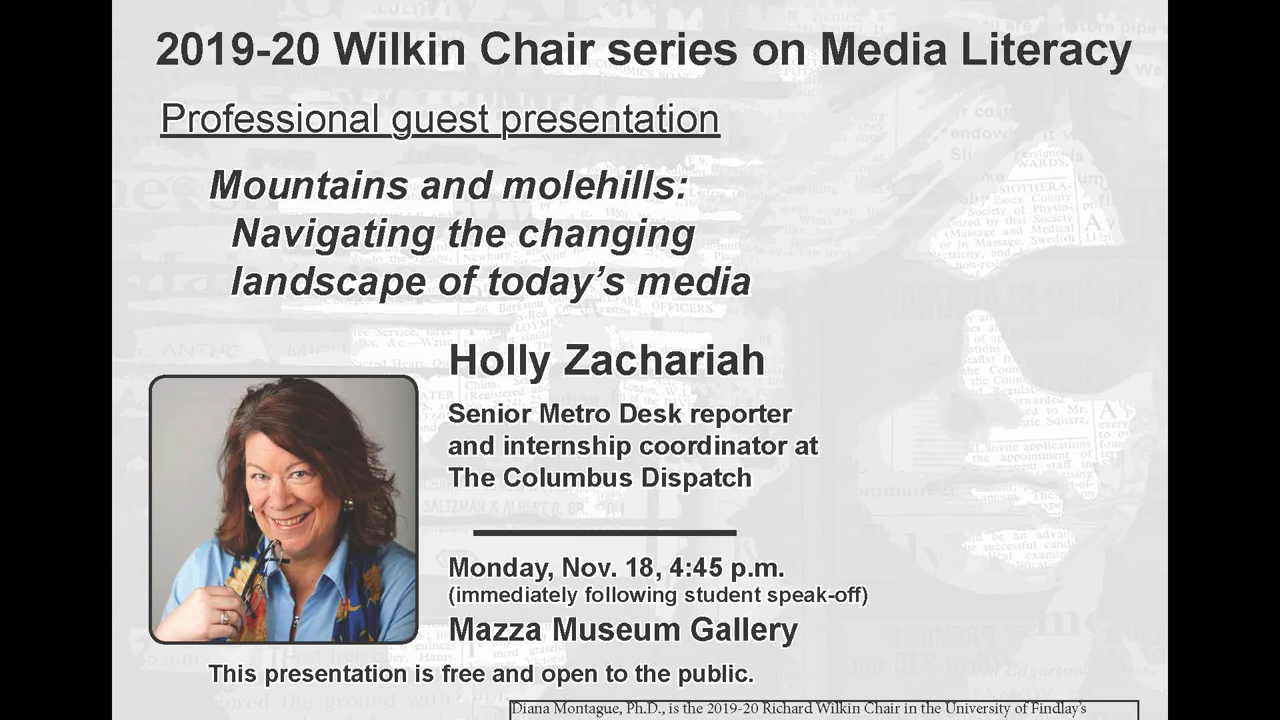 2019-20 Wilkin Chair series on Media Literacy
Professional guest presentation
Mountains and molehills:
Navigating the changing
landscape of today's media
Holly Zachariah
Senior Metro Desk reporter
and internship coordinator at
The Columbus Dispatch
Monday, Nov. 18, 4:45 p.m.
(immediately following student speak-off)
Mazza Museum Gallery
This presentation is free and open to the public.
Diana Montague, Ph.D., is the 2019-20 Richard Wilkin Chair in the University of Findlay's